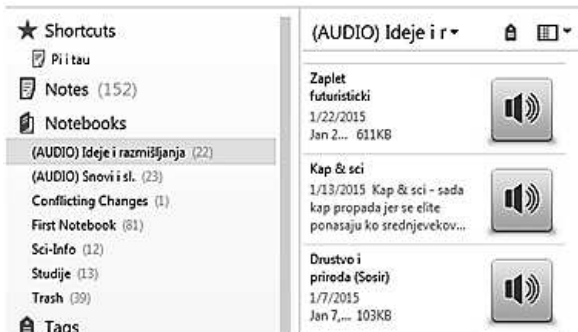 Shortcuts
Pi i tau
Notes (152)
Notebooks
(AUDIO) Ideje i razmišljanja (22)
(AUDIO) Snovi i sl. (23)
Conflicting Changes (1)
First Notebook (81)
Sci-Info (12)
Studije (13)
Trash (39)
Tags
(AUDIO) Ideje i r
Zaplet
futuristicki
1/22/2015
Jan 2... 611KB
Kap & sci
1/13/2015 Kap & sci - sada
kap propada jer se elite
ponasaju ko srednjevekov...
Drustvo i
priroda (Sosir)
1/7/2015
Jan 7,... 103KB